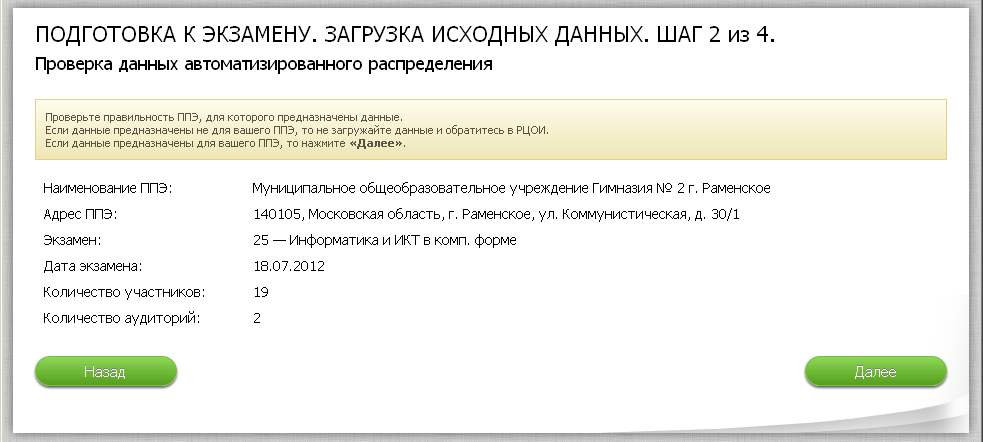 ПОДГОТОВКА К ЭКЗАМЕНУ. ЗАГРУЗКА ИСХОДНЫХ ДАННЫХ. ШАГ 2 из 4.
Проверка данных автоматизированного распределения
Проверьте правильность ППЭ, для которого предназначены данные.
Если данные предназначены не для вашего ППЭ, то не загружайте данные и обратитесь в РЦОИ.
Если данные предназначены для вашего ППЭ, то нажмите «Далее».
Наименование ППЭ: Муниципальное общеобразовательное учреждение Гимназия № 2 г. Раменское
Адрес ППЭ: 140105, Московская область, г. Раменское, ул. Коммунистическая, д. 30/1
Экзамен: 25 — Информатика и ИКТ в комп. форме
Дата экзамена: 18.07.2012
Количество участников: 19
Количество аудиторий: 2
Назад Далее